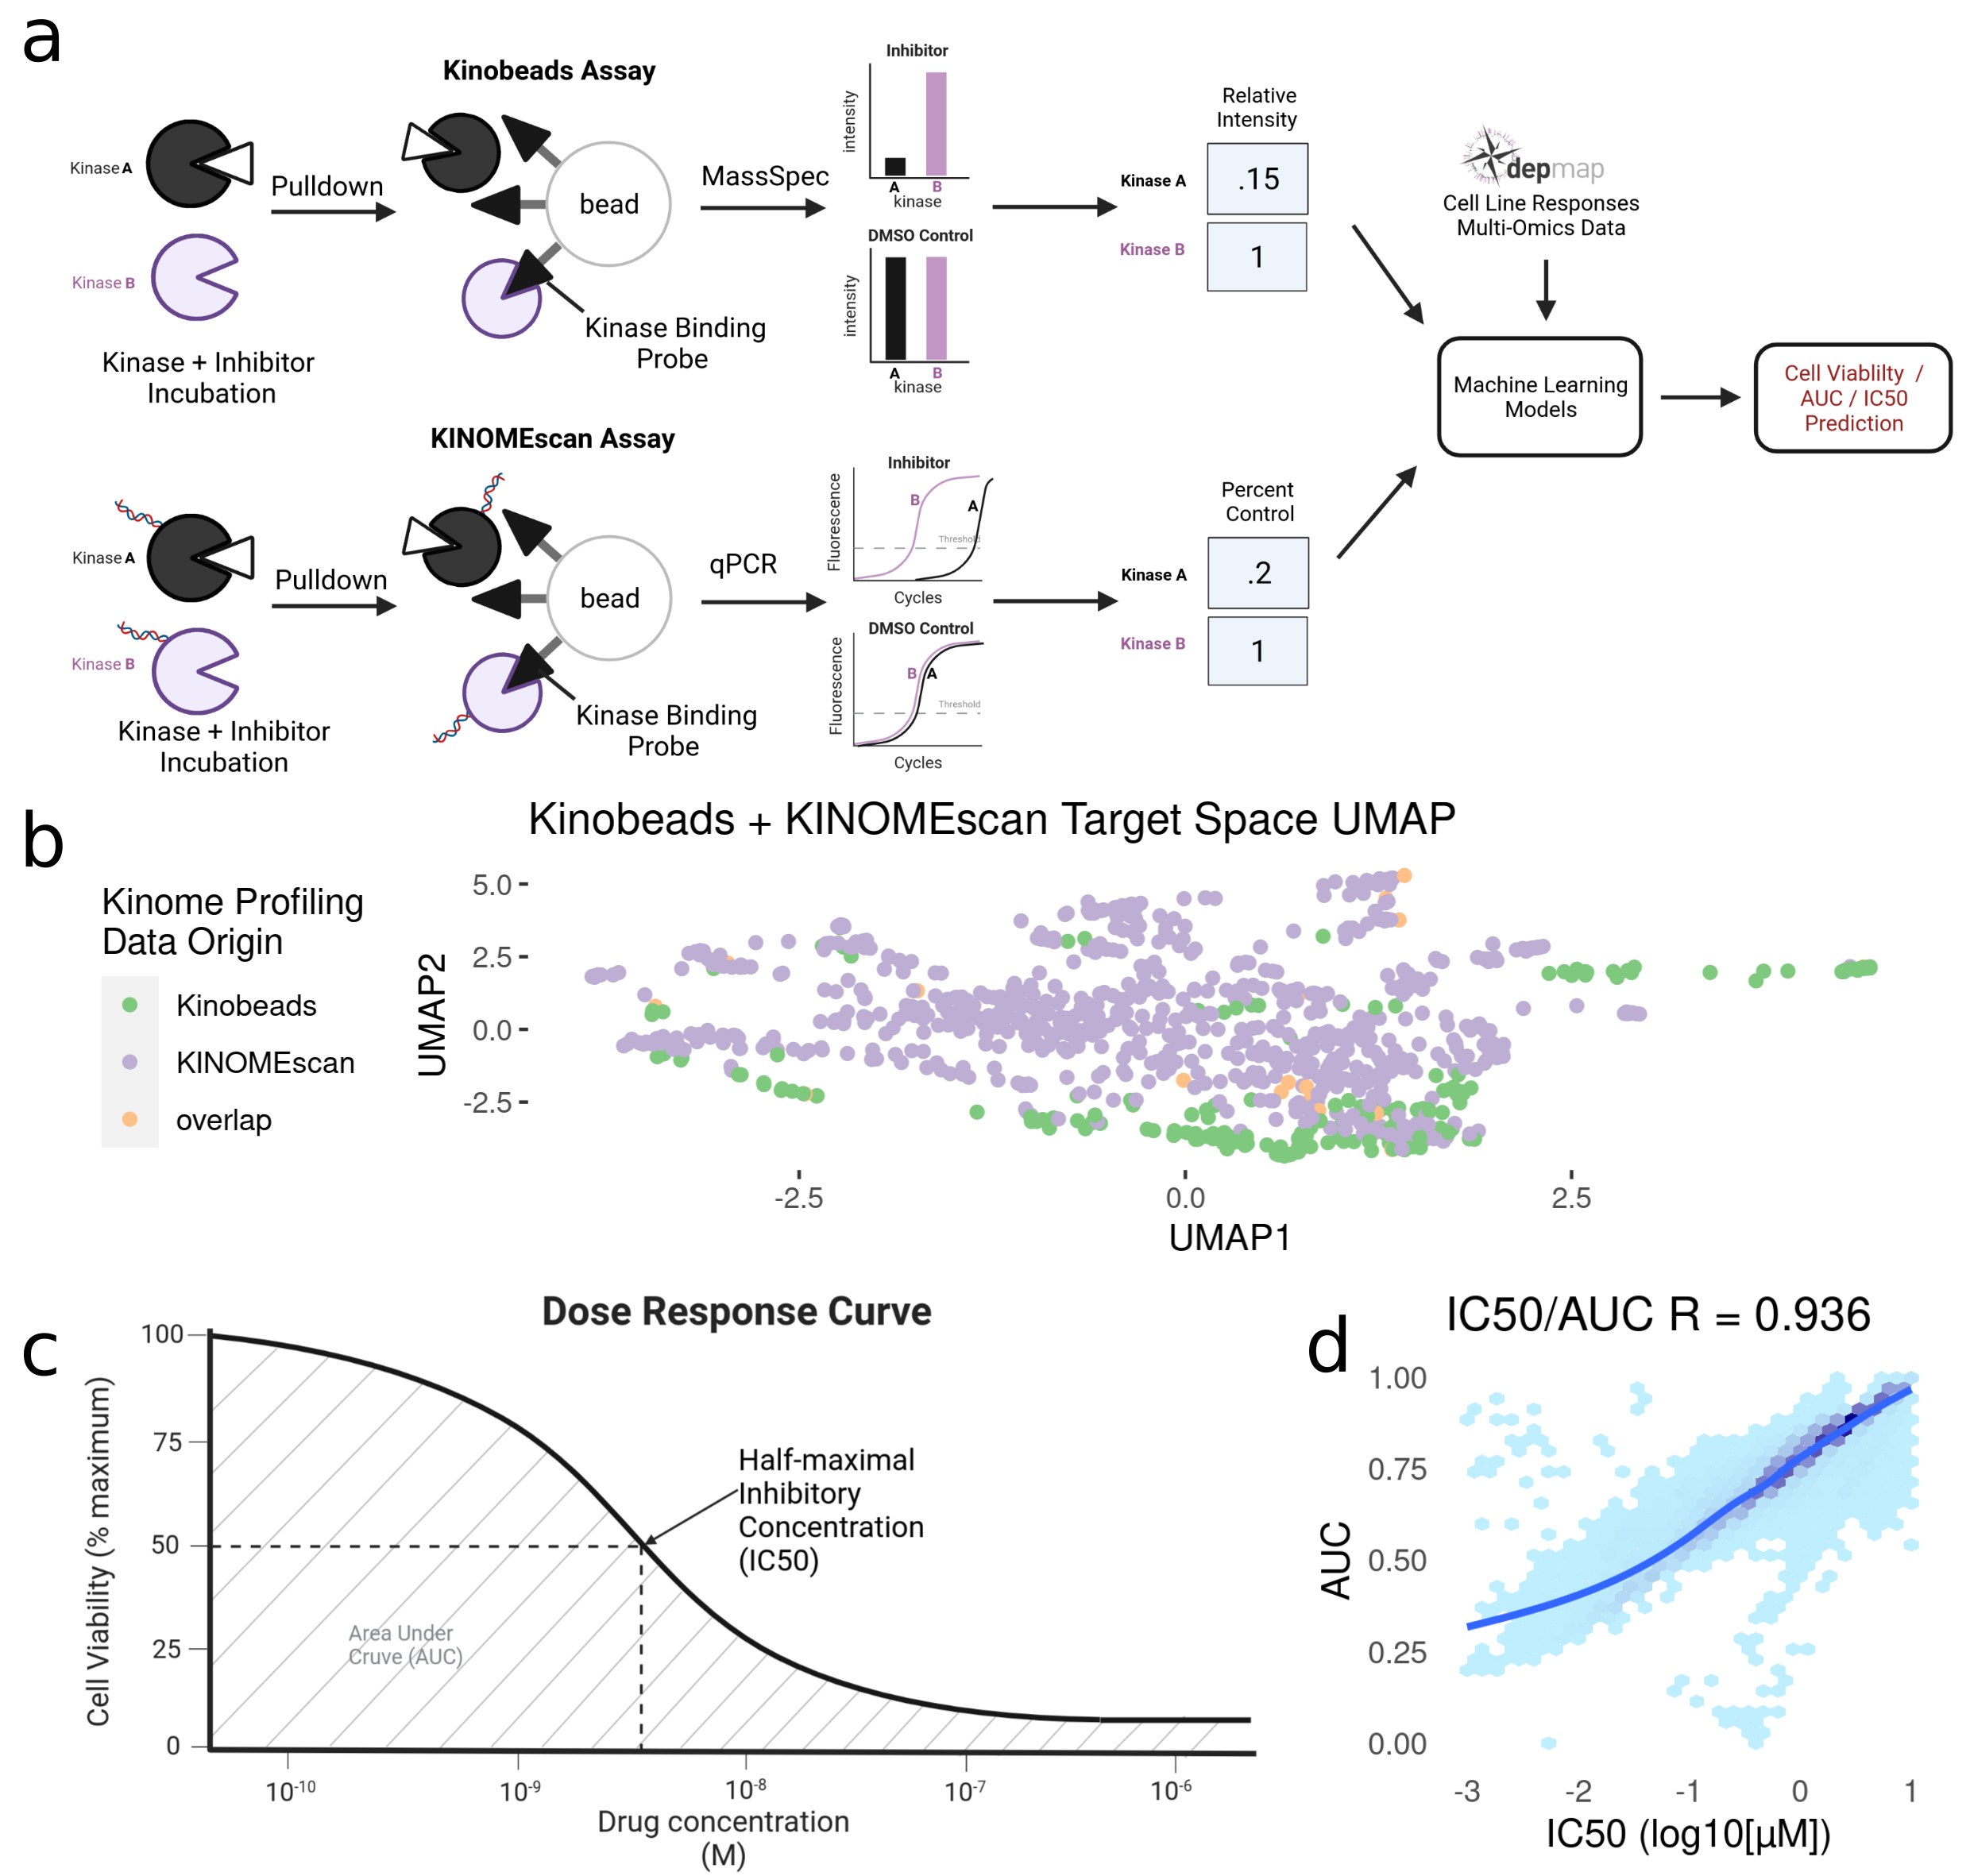 a
Kinobeads Assay
Kinase A
Kinase B
Kinase + Inhibitor
Incubation
Pulldown
bead
Kinase Binding
Probe
MassSpec
Inhibitor
intensity
A B
kinase
DMSO Control
intensity
A B
kinase
Relative
Intensity
Kinase A
.15
Kinase B
1
depmap
Cell Line Responses
Multi-Omics Data
Machine Learning
Models
Cell Viablilty /
AUC / IC50
Prediction
KINOMEscan Assay
Kinase A
Kinase B
Kinase + Inhibitor
Incubation
Pulldown
bead
Kinase Binding
Probe
qPCR
Inhibitor
Fluorescence
B
A
Threshold
Cycles
DMSO Control
Fluorescence
B A
Threshold
Cycles
Percent
Control
Kinase A
.2
Kinase B
1
b
Kinobeads + KINOMEscan Target Space UMAP
Kinome Profiling
Data Origin
Kinobeads
KINOMEscan
overlap
UMAP2
5.0
2.5
0.0
-2.5
-2.5
0.0
2.5
UMAP1
c
Dose Response Curve
Cell Viability (% maximum)
100
75
50
25
0
Half-maximal
Inhibitory
Concentration
(IC50)
Area Under
Cruve (AUC)
10-10
10-9
10-8
10-7
10-6
Drug concentration
(M)
d
IC50/AUC R = 0.936
AUC
1.00
0.75
0.50
0.25
0.00
-3
-2
-1
0
1
IC50 (log10[µM])